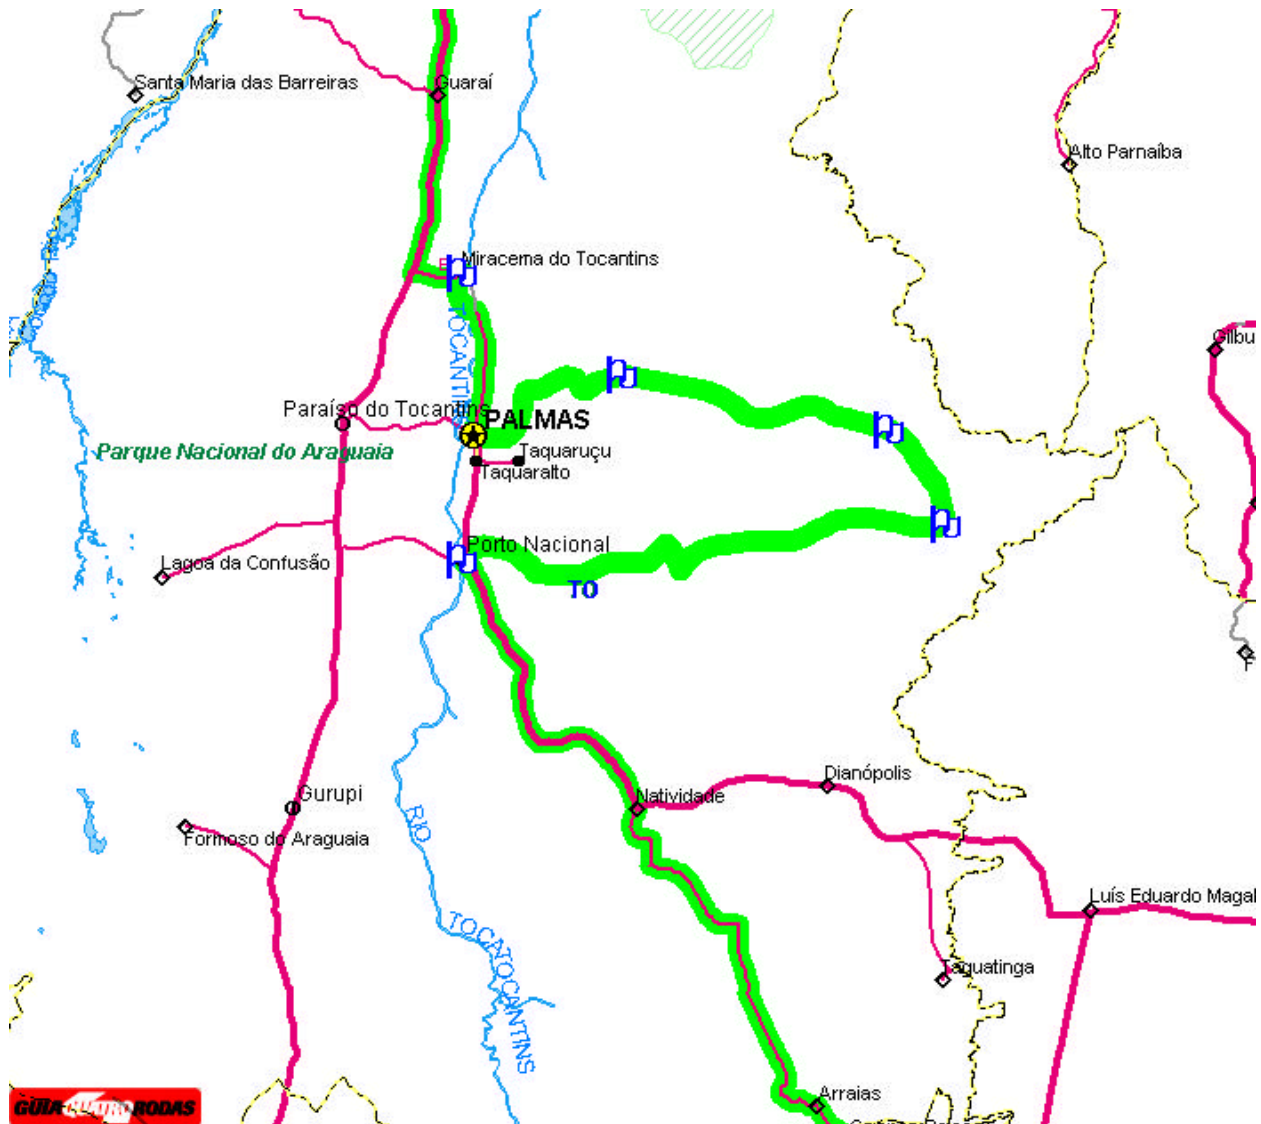 Santa Maria das Barreiras
Guaraí
Alto Parnaíba
Miracema do Tocantins
TOCANTINS
Gilbu
Paraíso do Tocantins
PALMAS
Parque Nacional do Araguaia
Taquaruçu
Taquaralto
Porto Nacional
Lagoa da Confusão
TO
F
Dianópolis
Gurupi
Natividade
RIO
Formoso do Araguaia
Luís Eduardo Magal
TOCATOCANTINS
Taguatinga
Arraias
GUIA QUATRO RODAS